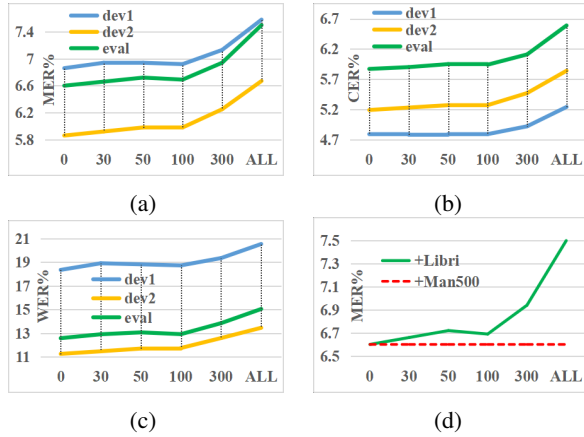 7.4
7
6.6
6.2
5.8
MER%
dev1
dev2
eval
0 30 50 100 300 ALL
(a)
6.7
6.2
5.7
5.2
4.7
CER%
dev1
dev2
eval
0 30 50 100 300 ALL
(b)
21
19
17
15
13
11
WER%
dev1
dev2
eval
0 30 50 100 300 ALL
(c)
7.5
7.3
7.1
6.9
6.7
6.5
MER%
+Libri
+Man500
0 30 50 100 300 ALL
(d)